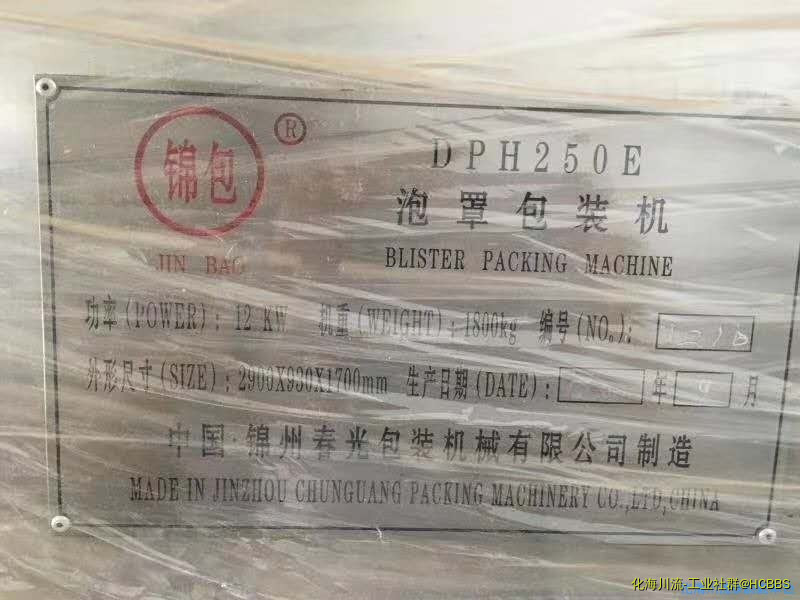 锦包
®
JIN BAO
DPH250E
泡罩包装机
BLISTER PACKING MACHINE
功率(POWER): 12 KW 机重(WEIGHT): 1800kg 编号(NO。):
外形尺寸(SIZE): 2900X930X1700mm 生产日期(DATE): 年 月
中国·锦州春光包装机械有限公司制造
MADE IN JINZHOU CHUNGUANG PACKING MACHINERY CO.,LTD,CHINA
化海川流-工业社群@HCBBS